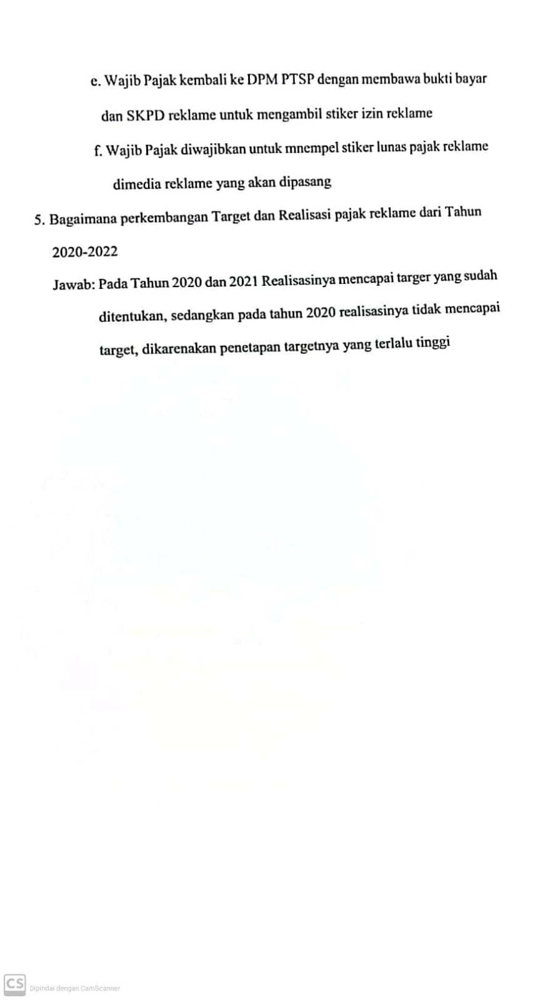 e. Wajib Pajak kembali ke DPM PTSP dengan membawa bukti bayar
dan SKPD reklame untuk mengambil stiker izin reklame
f. Wajib Pajak diwajibkan untuk mnempel stiker lunas pajak reklame
dimedia reklame yang akan dipasang
5. Bagaimana perkembangan Target dan Realisasi pajak reklame dari Tahun
2020-2022
Jawab: Pada Tahun 2020 dan 2021 Realisasinya mencapai targer yang sudah
ditentukan, sedangkan pada tahun 2020 realisasinya tidak mencapai
target, dikarenakan penetapan targetnya yang terlalu tinggi
CS Dipindai dengan CamScanner